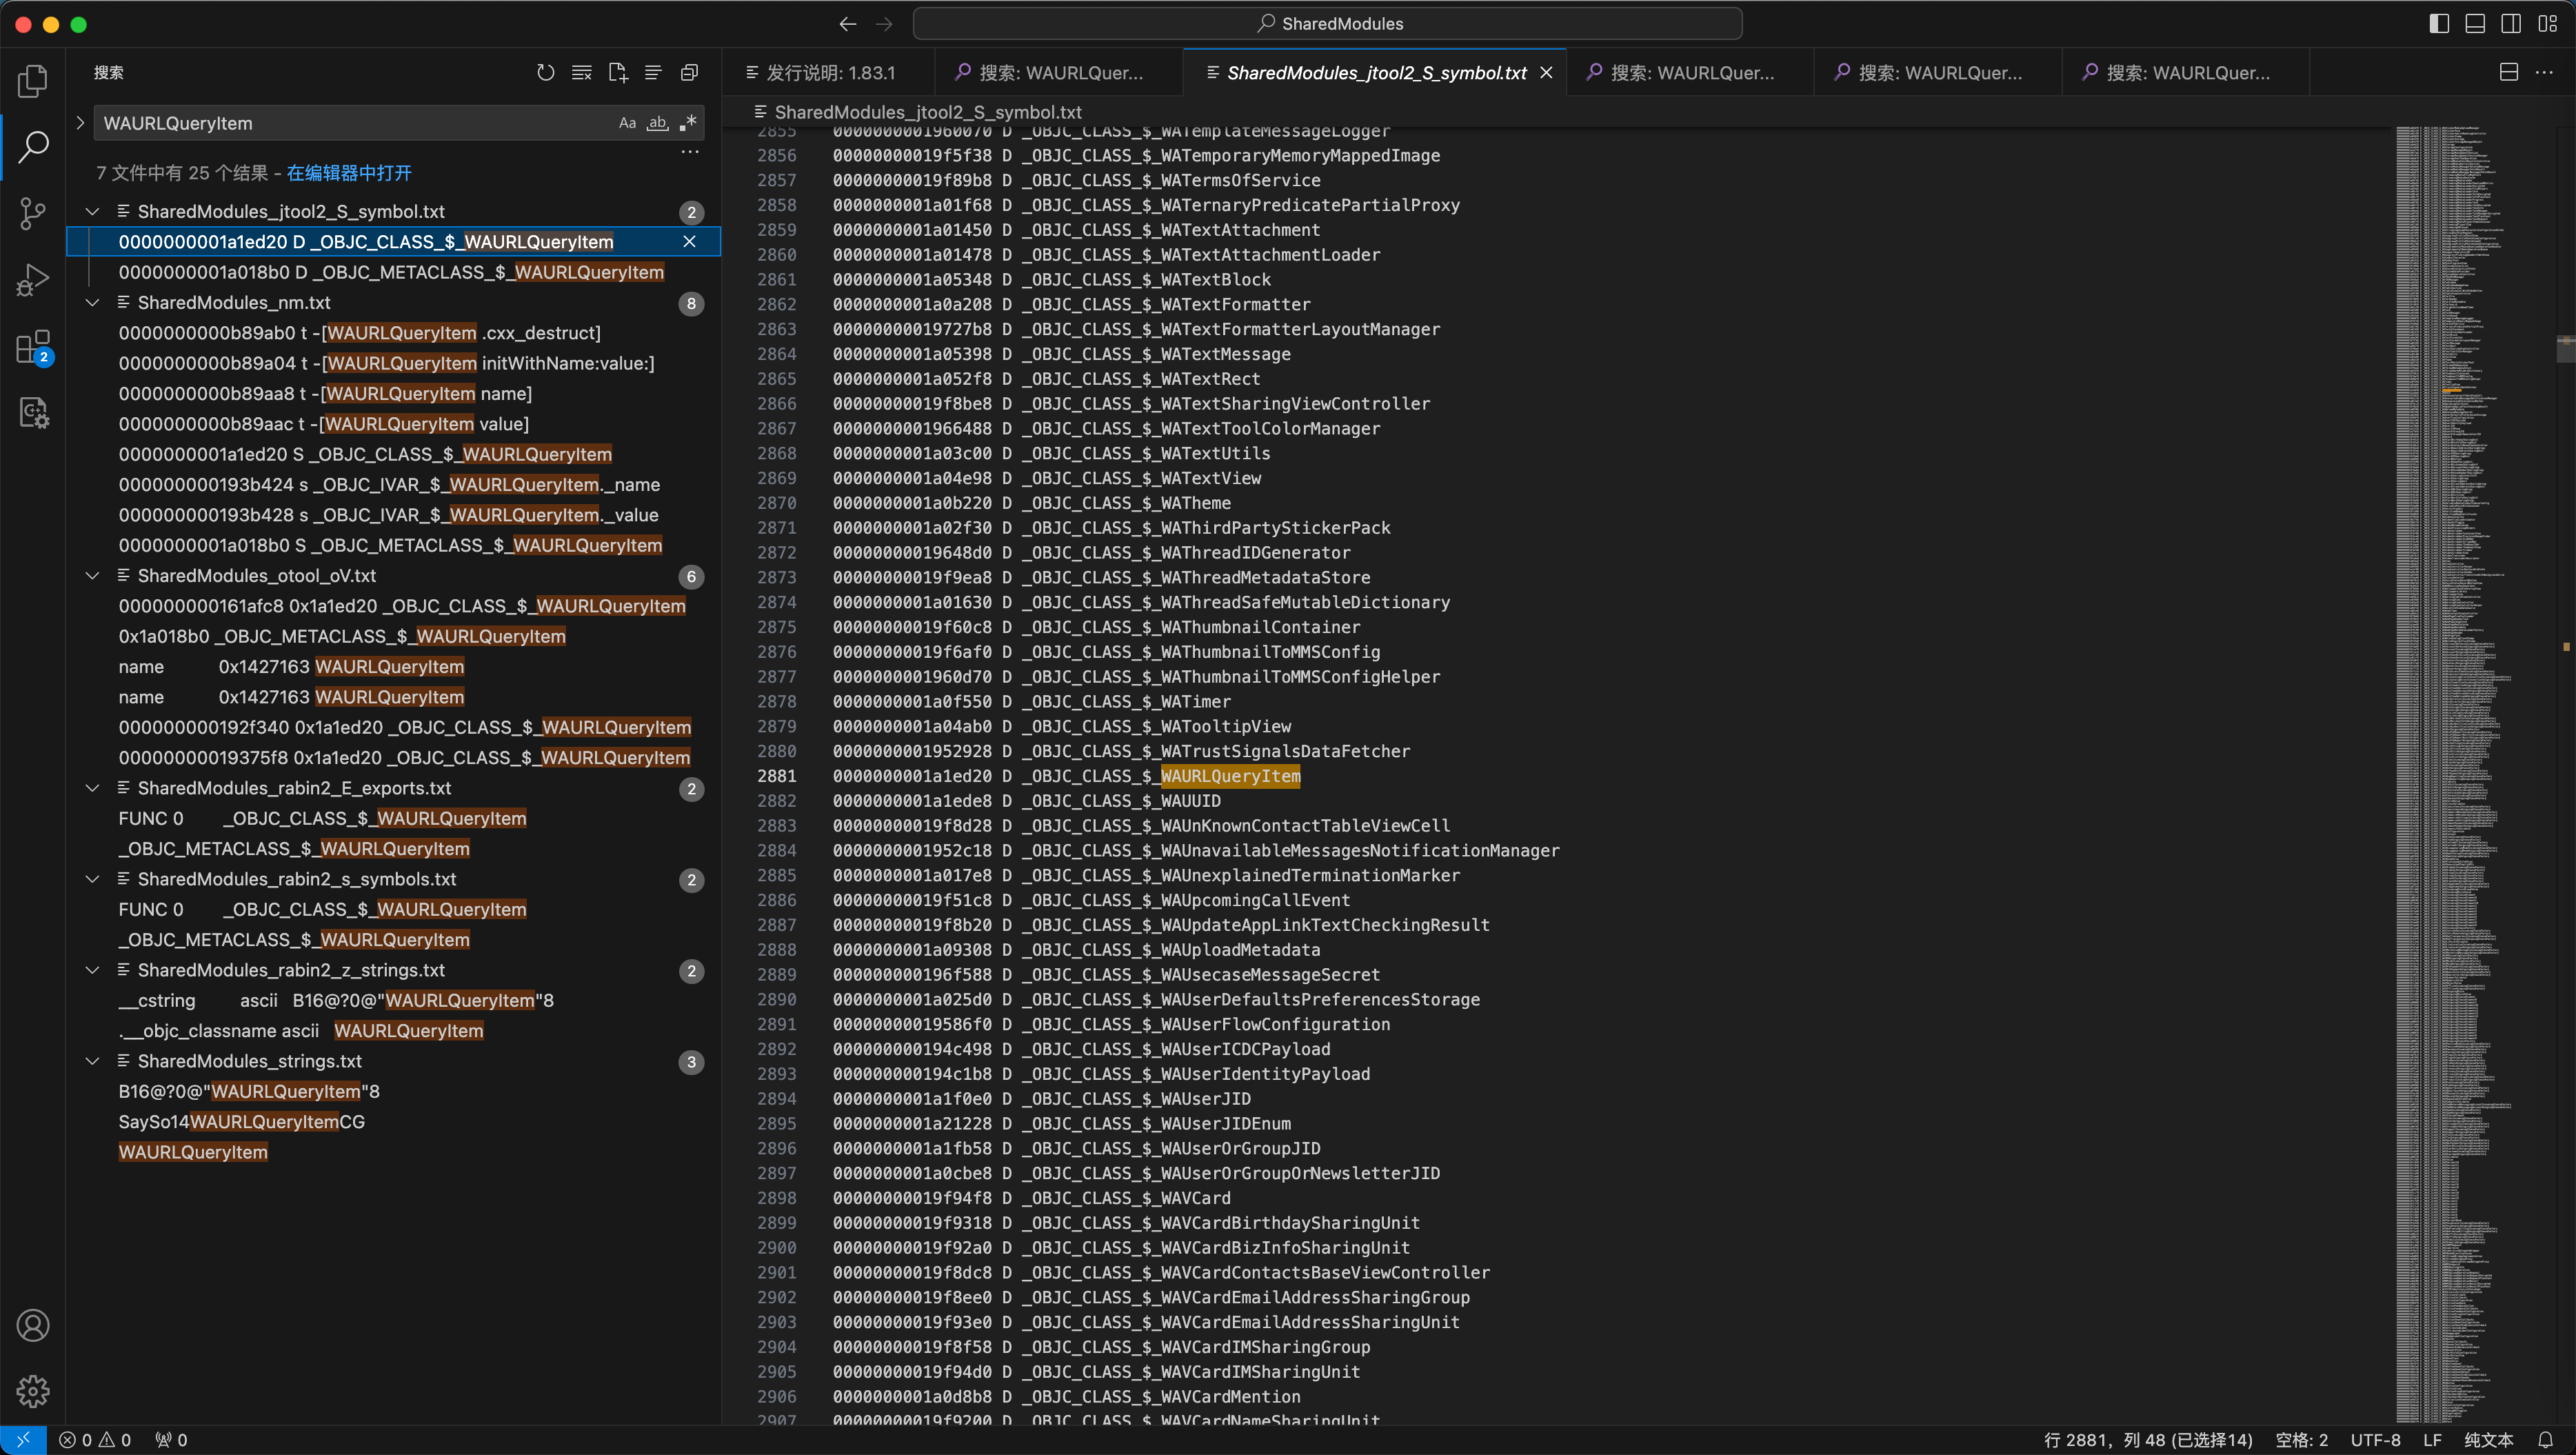 SharedModules
搜索
发行说明: 1.83.1
搜索: WAURLQuer...
SharedModules_jtool2_S_symbol.txt
搜索: WAURLQuer...
搜索: WAURLQuer...
搜索: WAURLQuer...
WAURLQueryItem
Aa ab .*
7 文件中有 25 个结果 - 在编辑器中打开
SharedModules_jtool2_S_symbol.txt 2
0000000001a1ed20 D _OBJC_CLASS_$_WAURLQueryItem
0000000001a018b0 D _OBJC_METACLASS_$_WAURLQueryItem
SharedModules_nm.txt 8
0000000000b89ab0 t -[WAURLQueryItem .cxx_destruct]
0000000000b89a04 t -[WAURLQueryItem initWithName:value:]
0000000000b89aa8 t -[WAURLQueryItem name]
0000000000b89aac t -[WAURLQueryItem value]
0000000001a1ed20 S _OBJC_CLASS_$_WAURLQueryItem
000000000193b424 s _OBJC_IVAR_$_WAURLQueryItem._name
000000000193b428 s _OBJC_IVAR_$_WAURLQueryItem._value
0000000001a018b0 S _OBJC_METACLASS_$_WAURLQueryItem
SharedModules_otool_oV.txt 6
000000000161afc8 0x1a1ed20 _OBJC_CLASS_$_WAURLQueryItem
0x1a018b0 _OBJC_METACLASS_$_WAURLQueryItem
name 0x1427163 WAURLQueryItem
name 0x1427163 WAURLQueryItem
000000000192f340 0x1a1ed20 _OBJC_CLASS_$_WAURLQueryItem
00000000019375f8 0x1a1ed20 _OBJC_CLASS_$_WAURLQueryItem
SharedModules_rabin2_E_exports.txt 2
FUNC 0 _OBJC_CLASS_$_WAURLQueryItem
_OBJC_METACLASS_$_WAURLQueryItem
SharedModules_rabin2_s_symbols.txt 2
FUNC 0 _OBJC_CLASS_$_WAURLQueryItem
_OBJC_METACLASS_$_WAURLQueryItem
SharedModules_rabin2_z_strings.txt 2
__cstring ascii B16@?0@"WAURLQueryItem"8
.__objc_classname ascii WAURLQueryItem
SharedModules_strings.txt 3
B16@?0@"WAURLQueryItem"8
SaySo14WAURLQueryItemCG
WAURLQueryItem
2
SharedModules_jtool2_S_symbol.txt
2855 0000000001960070 D _OBJC_CLASS_$_WATemplateMessageLogger
2856 00000000019f5f38 D _OBJC_CLASS_$_WATemporaryMemoryMappedImage
2857 00000000019f89b8 D _OBJC_CLASS_$_WATermsOfService
2858 0000000001a01f68 D _OBJC_CLASS_$_WATernaryPredicatePartialProxy
2859 0000000001a01450 D _OBJC_CLASS_$_WATextAttachment
2860 0000000001a01478 D _OBJC_CLASS_$_WATextAttachmentLoader
2861 0000000001a05348 D _OBJC_CLASS_$_WATextBlock
2862 0000000001a0a208 D _OBJC_CLASS_$_WATextFormatter
2863 00000000019727b8 D _OBJC_CLASS_$_WATextFormatterLayoutManager
2864 0000000001a05398 D _OBJC_CLASS_$_WATextMessage
2865 0000000001a052f8 D _OBJC_CLASS_$_WATextRect
2866 00000000019f8be8 D _OBJC_CLASS_$_WATextSharingViewController
2867 0000000001966488 D _OBJC_CLASS_$_WATextToolColorManager
2868 0000000001a03c00 D _OBJC_CLASS_$_WATextUtils
2869 0000000001a04e98 D _OBJC_CLASS_$_WATextView
2870 0000000001a0b220 D _OBJC_CLASS_$_WATheme
2871 0000000001a02f30 D _OBJC_CLASS_$_WAThirdPartyStickerPack
2872 00000000019648d0 D _OBJC_CLASS_$_WAThreadIDGenerator
2873 00000000019f9ea8 D _OBJC_CLASS_$_WAThreadMetadataStore
2874 0000000001a01630 D _OBJC_CLASS_$_WAThreadSafeMutableDictionary
2875 00000000019f60c8 D _OBJC_CLASS_$_WAThumbnailContainer
2876 00000000019f6af0 D _OBJC_CLASS_$_WAThumbnailToMMSConfig
2877 0000000001960d70 D _OBJC_CLASS_$_WAThumbnailToMMSConfigHelper
2878 0000000001a0f550 D _OBJC_CLASS_$_WATimer
2879 0000000001a04ab0 D _OBJC_CLASS_$_WATooltipView
2880 0000000001952928 D _OBJC_CLASS_$_WATrustSignalsDataFetcher
2881 0000000001a1ed20 D _OBJC_CLASS_$_WAURLQueryItem
2882 0000000001a1ede8 D _OBJC_CLASS_$_WAUUID
2883 00000000019f8d28 D _OBJC_CLASS_$_WAUnKnownContactTableViewCell
2884 0000000001952c18 D _OBJC_CLASS_$_WAUnavailableMessagesNotificationManager
2885 0000000001a017e8 D _OBJC_CLASS_$_WAUnexplainedTerminationMarker
2886 00000000019f51c8 D _OBJC_CLASS_$_WAUpcomingCallEvent
2887 00000000019f8b20 D _OBJC_CLASS_$_WAUpdateAppLinkTextCheckingResult
2888 0000000001a09308 D _OBJC_CLASS_$_WAUploadMetadata
2889 000000000196f588 D _OBJC_CLASS_$_WAUsecaseMessageSecret
2890 0000000001a025d0 D _OBJC_CLASS_$_WAUserDefaultsPreferencesStorage
2891 00000000019586f0 D _OBJC_CLASS_$_WAUserFlowConfiguration
2892 000000000194c498 D _OBJC_CLASS_$_WAUserICDCPayload
2893 000000000194c1b8 D _OBJC_CLASS_$_WAUserIdentityPayload
2894 0000000001a1f0e0 D _OBJC_CLASS_$_WAUserJID
2895 0000000001a21228 D _OBJC_CLASS_$_WAUserJIDEnum
2896 0000000001a1fb58 D _OBJC_CLASS_$_WAUserOrGroupJID
2897 0000000001a0cbe8 D _OBJC_CLASS_$_WAUserOrGroupOrNewsletterJID
2898 00000000019f94f8 D _OBJC_CLASS_$_WAVCard
2899 00000000019f9318 D _OBJC_CLASS_$_WAVCardBirthdaySharingUnit
2900 00000000019f92a0 D _OBJC_CLASS_$_WAVCardBizInfoSharingUnit
2901 00000000019f8dc8 D _OBJC_CLASS_$_WAVCardContactsBaseViewController
2902 00000000019f8ee0 D _OBJC_CLASS_$_WAVCardEmailAddressSharingGroup
2903 00000000019f93e0 D _OBJC_CLASS_$_WAVCardEmailAddressSharingUnit
2904 00000000019f8f58 D _OBJC_CLASS_$_WAVCardIMSharingGroup
2905 00000000019f94d0 D _OBJC_CLASS_$_WAVCardIMSharingUnit
2906 0000000001a0d8b8 D _OBJC_CLASS_$_WAVCardMention
2907 00000000019f9200 D _OBJC_CLASS_$_WAVCardNameSharingUnit
0 0 0
行 2881，列 48 (已选择14) 空格: 2 UTF-8 LF 纯文本